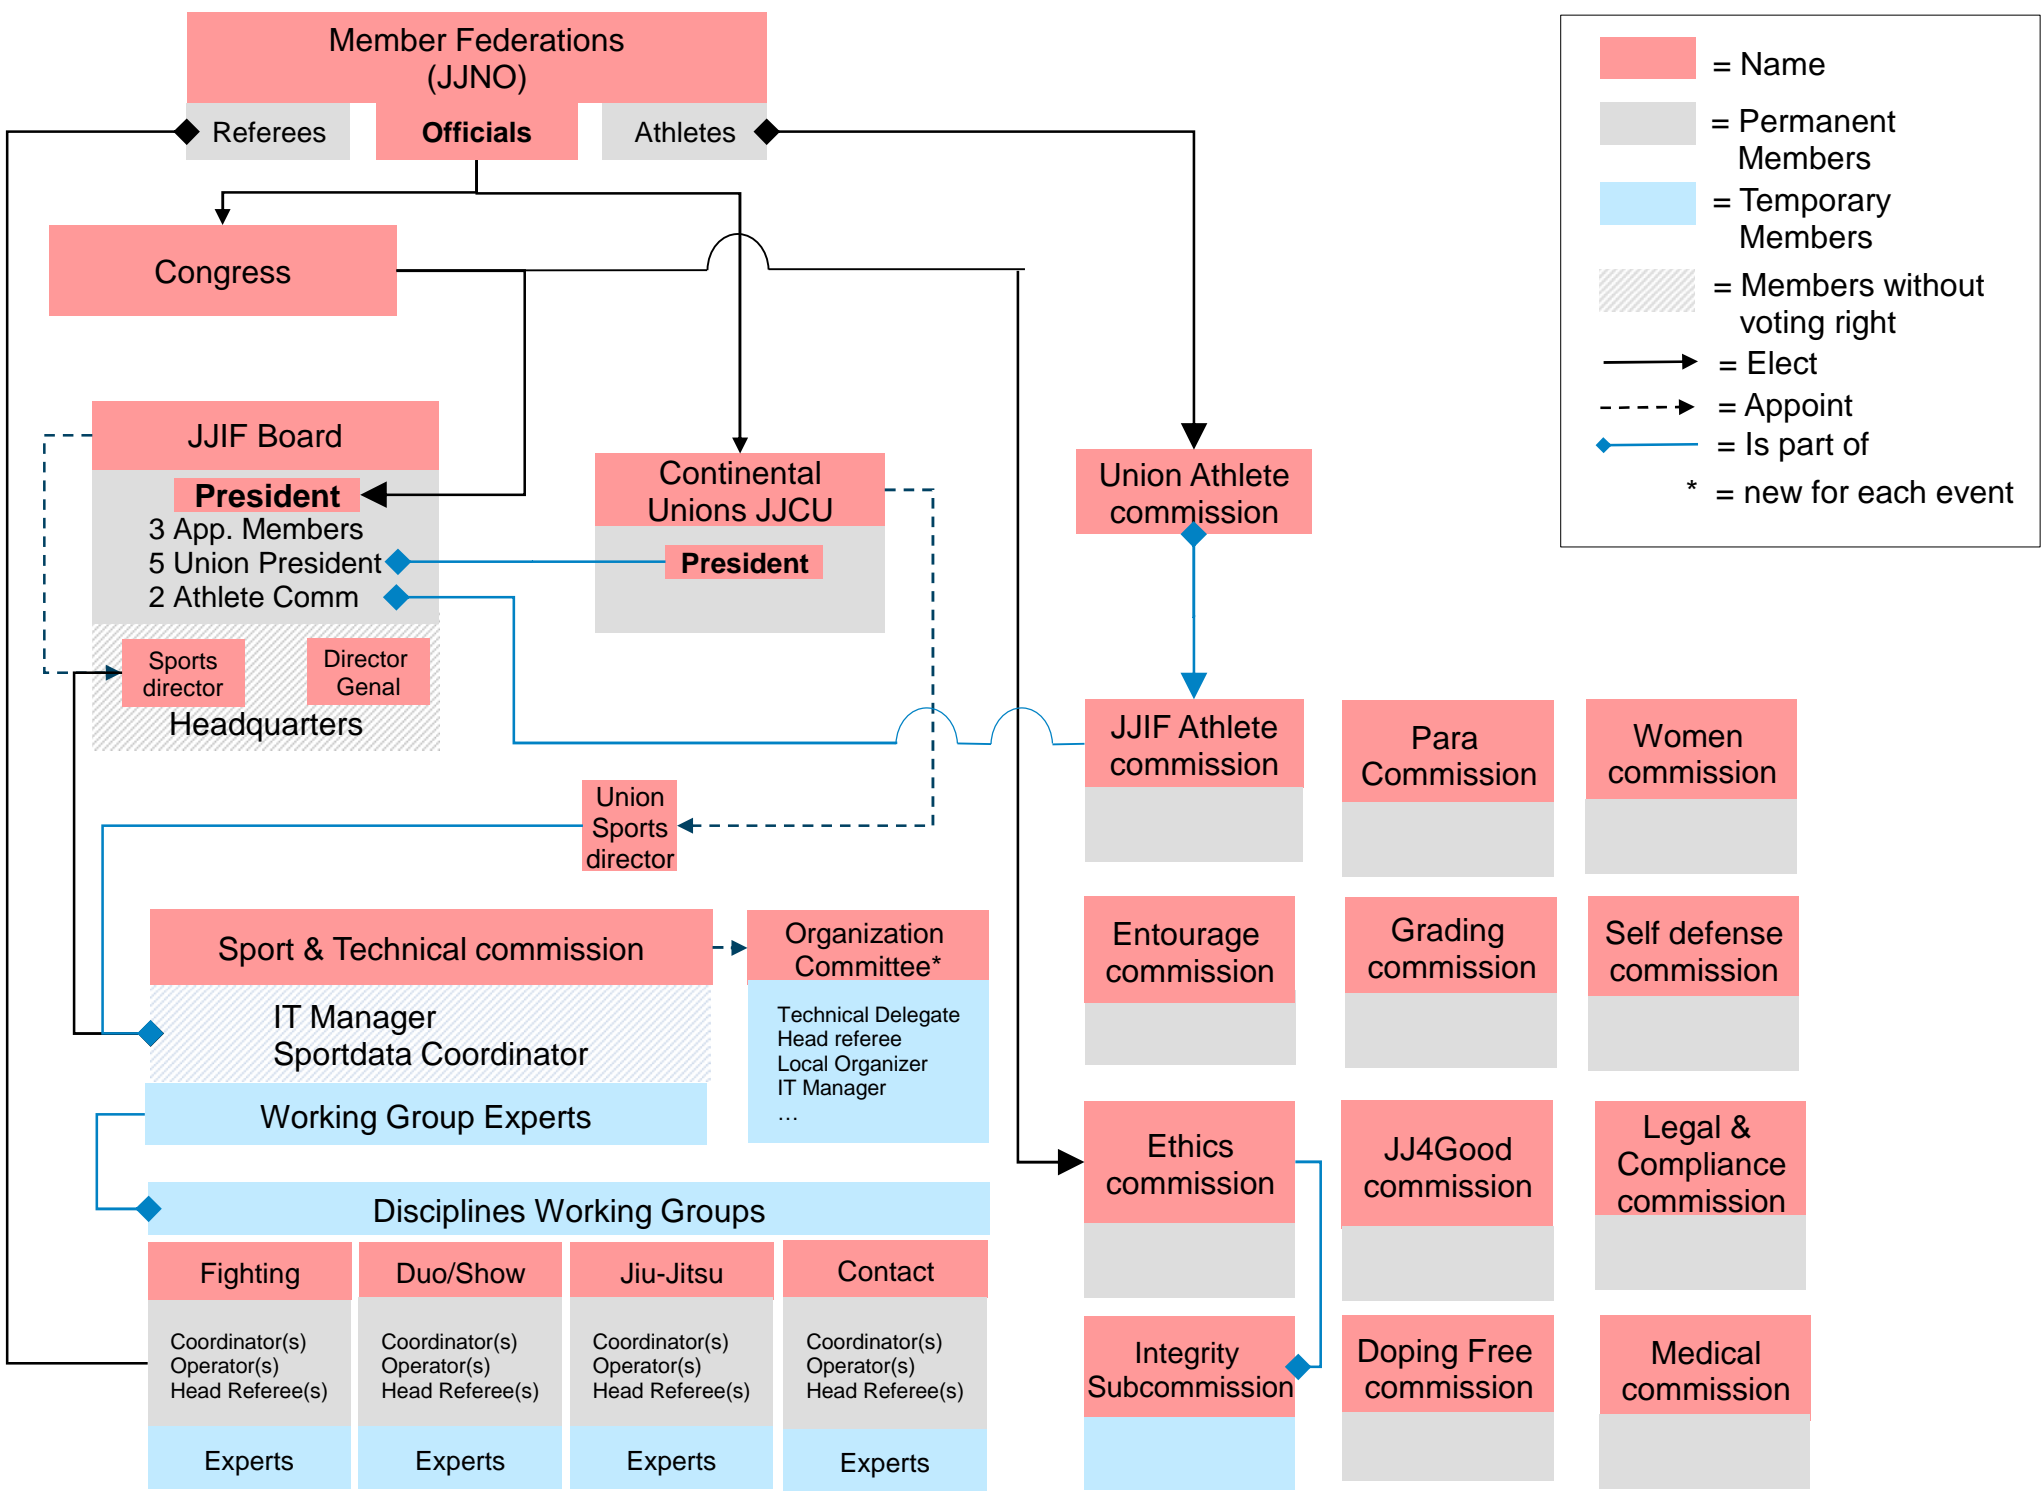 Member Federations
(JJNO)
Referees
Officials
Athletes
Congress
JJIF Board
President
3 App. Members
5 Union President
2 Athlete Comm
Sports
director
Director
Genal
Headquarters
Continental
Unions JJCU
President
Union Athlete
commission
= Name
= Permanent
Members
= Temporary
Members
= Members without
voting right
= Elect
= Appoint
= Is part of
* = new for each event
Union
Sports
director
JJIF Athlete
commission
Para
Commission
Women
commission
Sport & Technical commission
IT Manager
Sportdata Coordinator
Working Group Experts
Organization
Committee*
Technical Delegate
Head referee
Local Organizer
IT Manager
…
Entourage
commission
Grading
commission
Self defense
commission
Ethics
commission
JJ4Good
commission
Legal &
Compliance
commission
Disciplines Working Groups
Fighting
Coordinator(s)
Operator(s)
Head Referee(s)
Experts
Duo/Show
Coordinator(s)
Operator(s)
Head Referee(s)
Experts
Jiu-Jitsu
Coordinator(s)
Operator(s)
Head Referee(s)
Experts
Contact
Coordinator(s)
Operator(s)
Head Referee(s)
Experts
Integrity
Subcommission
Doping Free
commission
Medical
commission